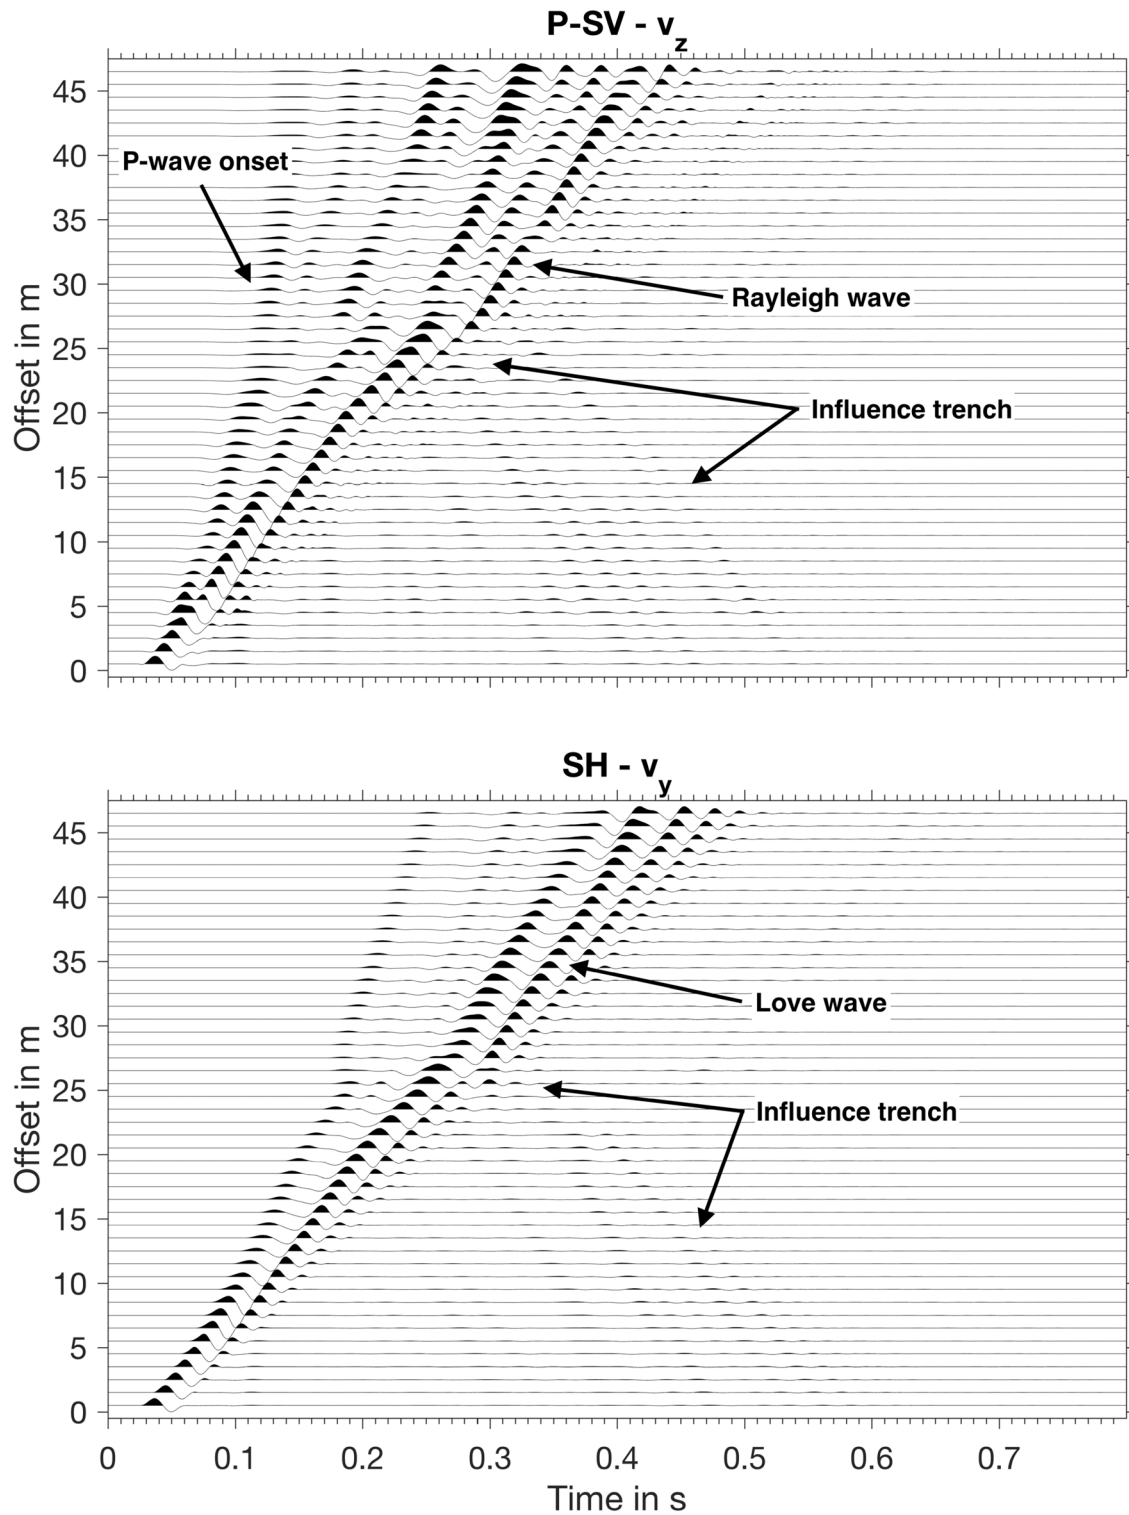 P-SV - v_z
45
40
P-wave onset
35
30
Rayleigh wave
25
Influence trench
20
15
10
5
0
Offset in m
SH - v_y
45
40
35
Love wave
30
25
Influence trench
20
15
10
5
0
Offset in m
0 0.1 0.2 0.3 0.4 0.5 0.6 0.7
Time in s